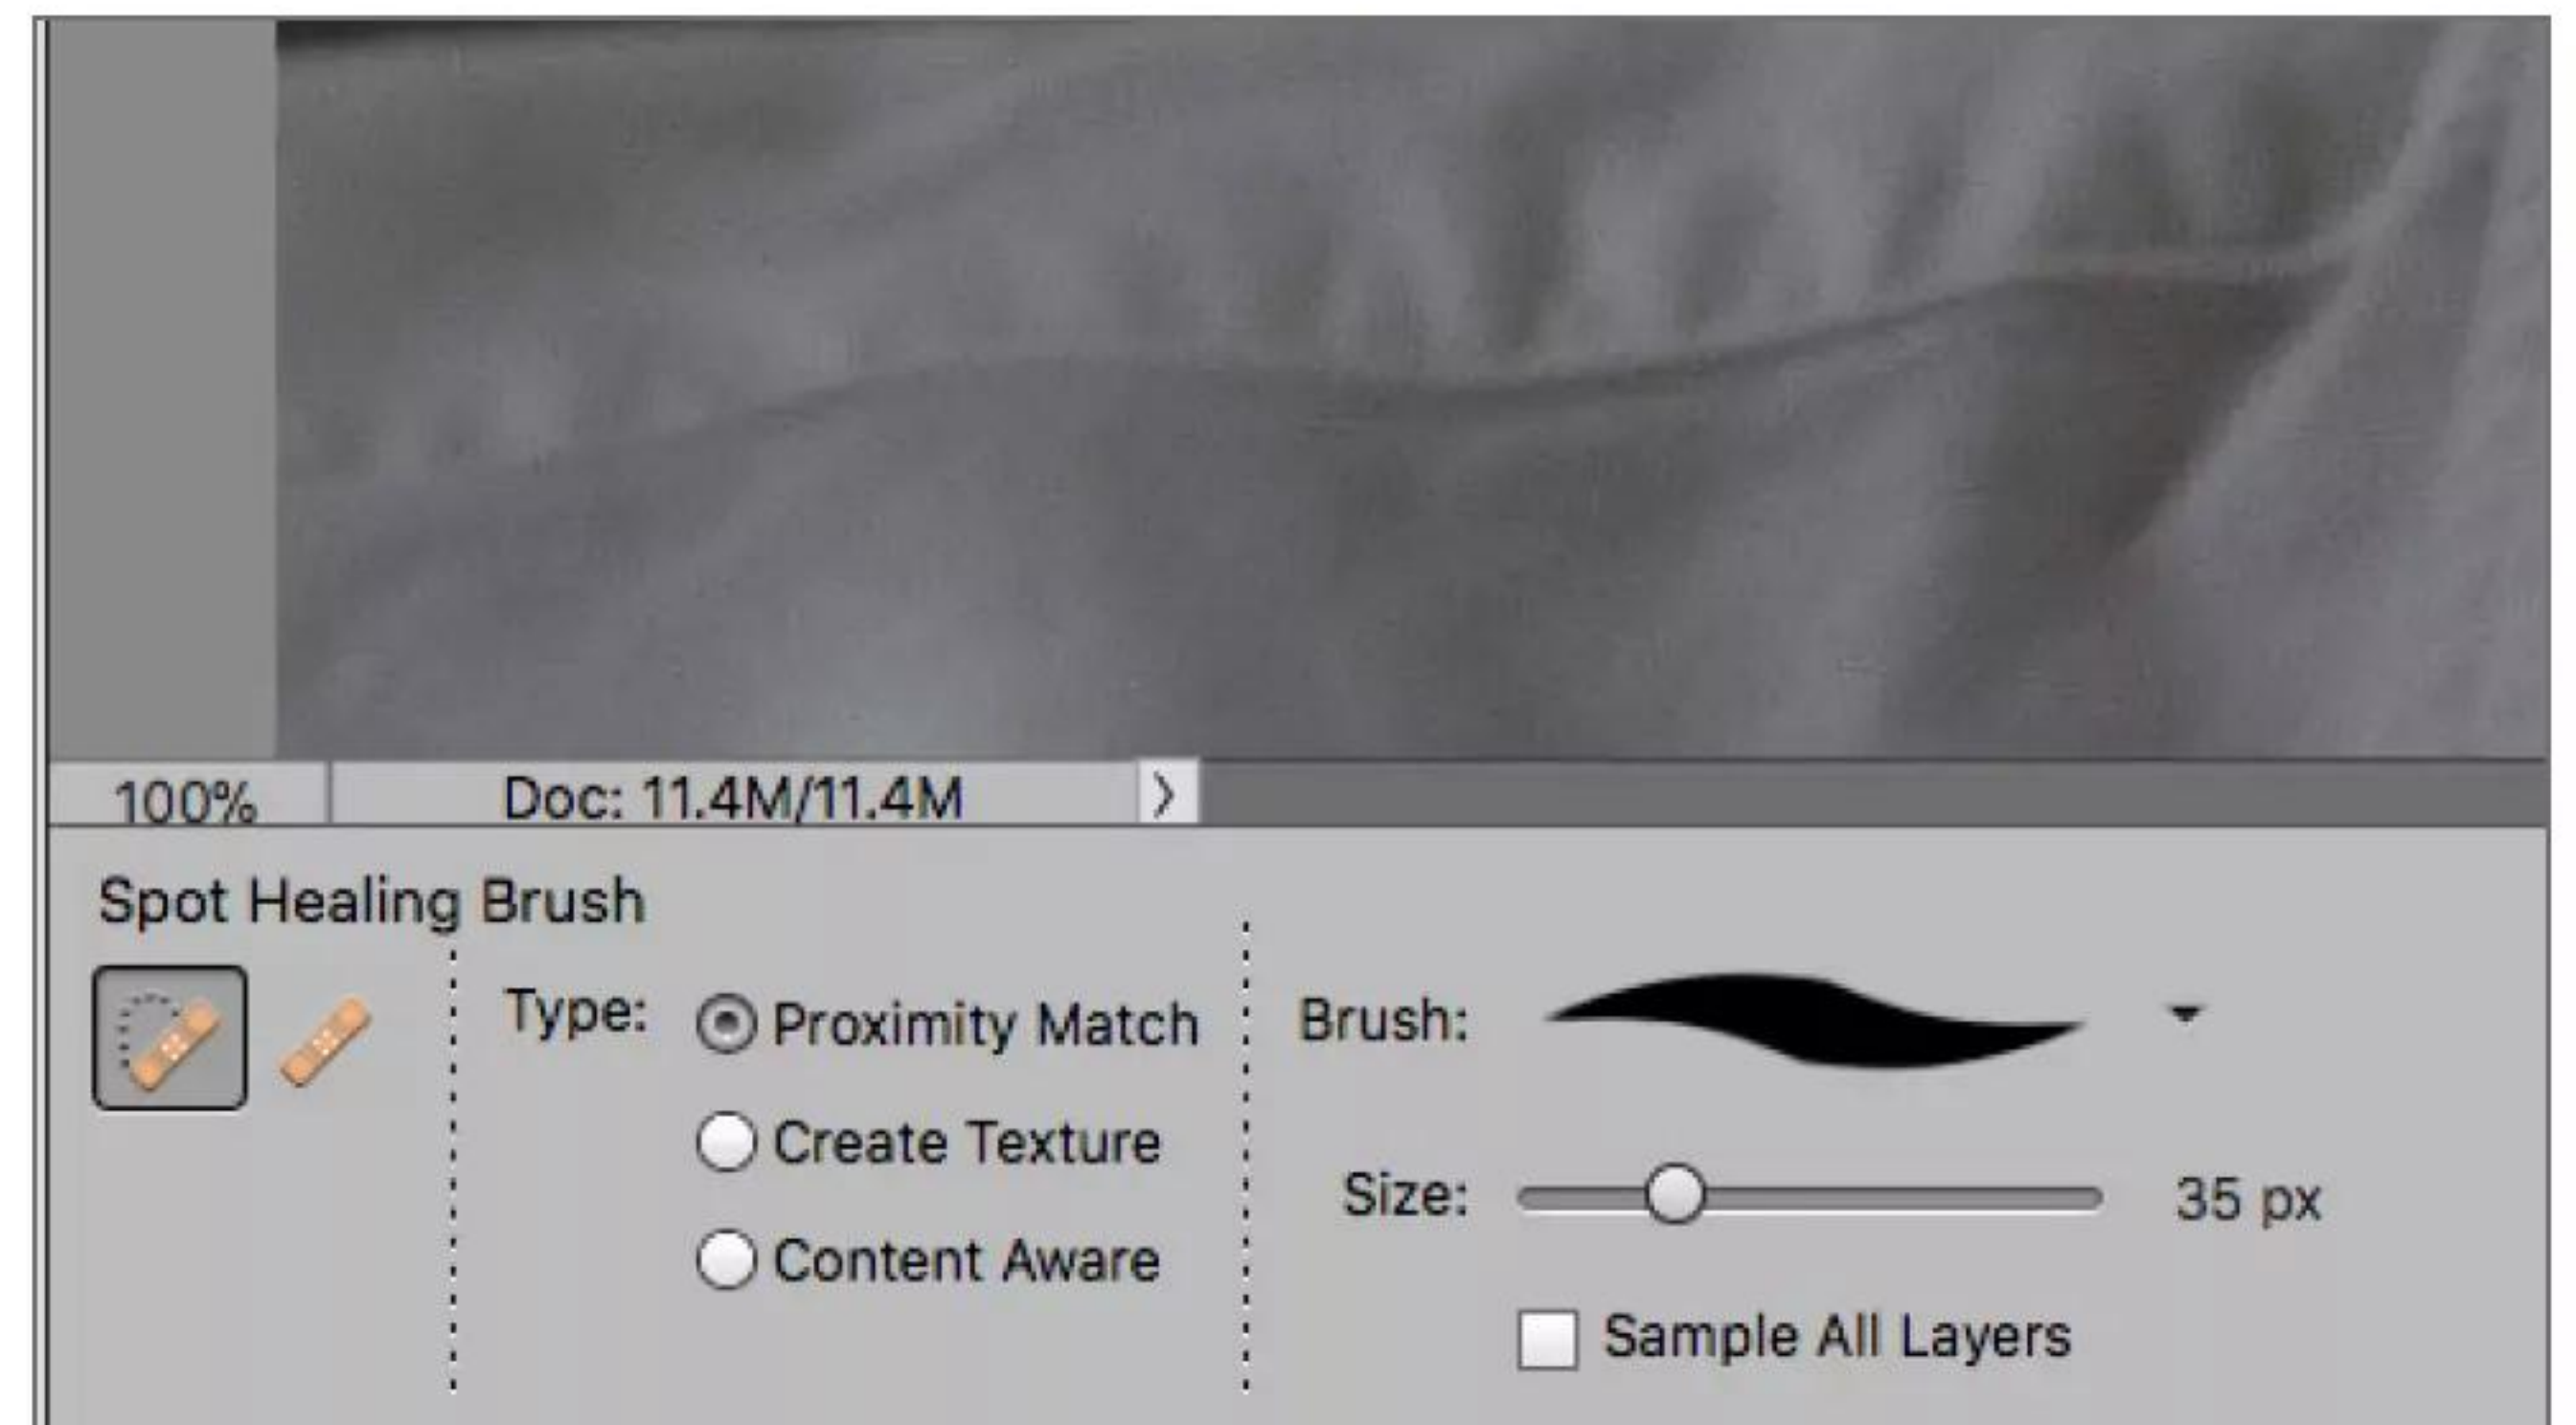 100% Doc: 11.4M/11.4M
Spot Healing Brush
Type: Proximity Match
Create Texture
Content Aware
Brush:
Size: 35 px
Sample All Layers